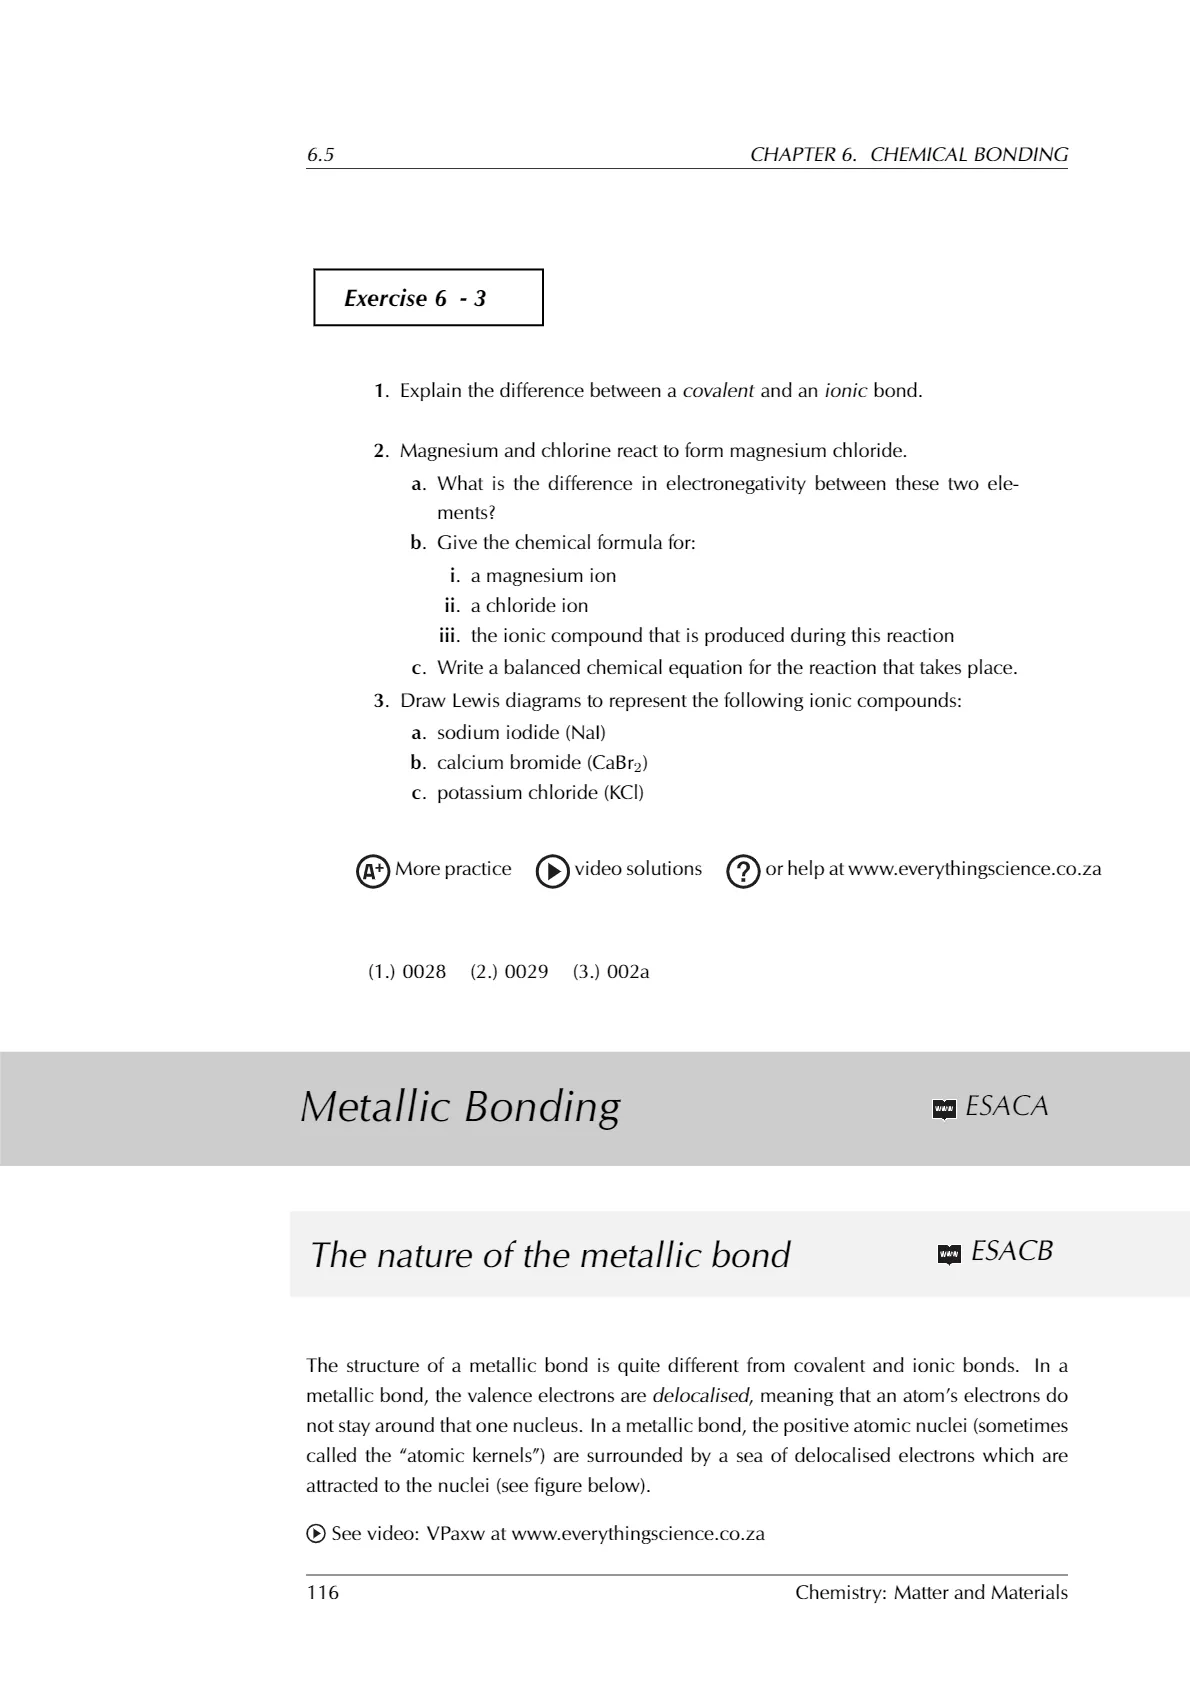 6.5 CHAPTER 6. CHEMICAL BONDING
Exercise 6 - 3
1. Explain the difference between a covalent and an ionic bond.
2. Magnesium and chlorine react to form magnesium chloride.
a. What is the difference in electronegativity between these two ele-
ments?
b. Give the chemical formula for:
i. a magnesium ion
ii. a chloride ion
iii. the ionic compound that is produced during this reaction
c. Write a balanced chemical equation for the reaction that takes place.
3. Draw Lewis diagrams to represent the following ionic compounds:
a. sodium iodide (NaI)
b. calcium bromide (CaBr₂)
c. potassium chloride (KCl)
A+ More practice video solutions ? or help at www.everythingscience.co.za
(1.) 0028 (2.) 0029 (3.) 002a
Metallic Bonding www ESACA
The nature of the metallic bond www ESACB
The structure of a metallic bond is quite different from covalent and ionic bonds. In a
metallic bond, the valence electrons are delocalised, meaning that an atom’s electrons do
not stay around that one nucleus. In a metallic bond, the positive atomic nuclei (sometimes
called the “atomic kernels”) are surrounded by a sea of delocalised electrons which are
attracted to the nuclei (see figure below).
See video: VPaxw at www.everythingscience.co.za
116 Chemistry: Matter and Materials